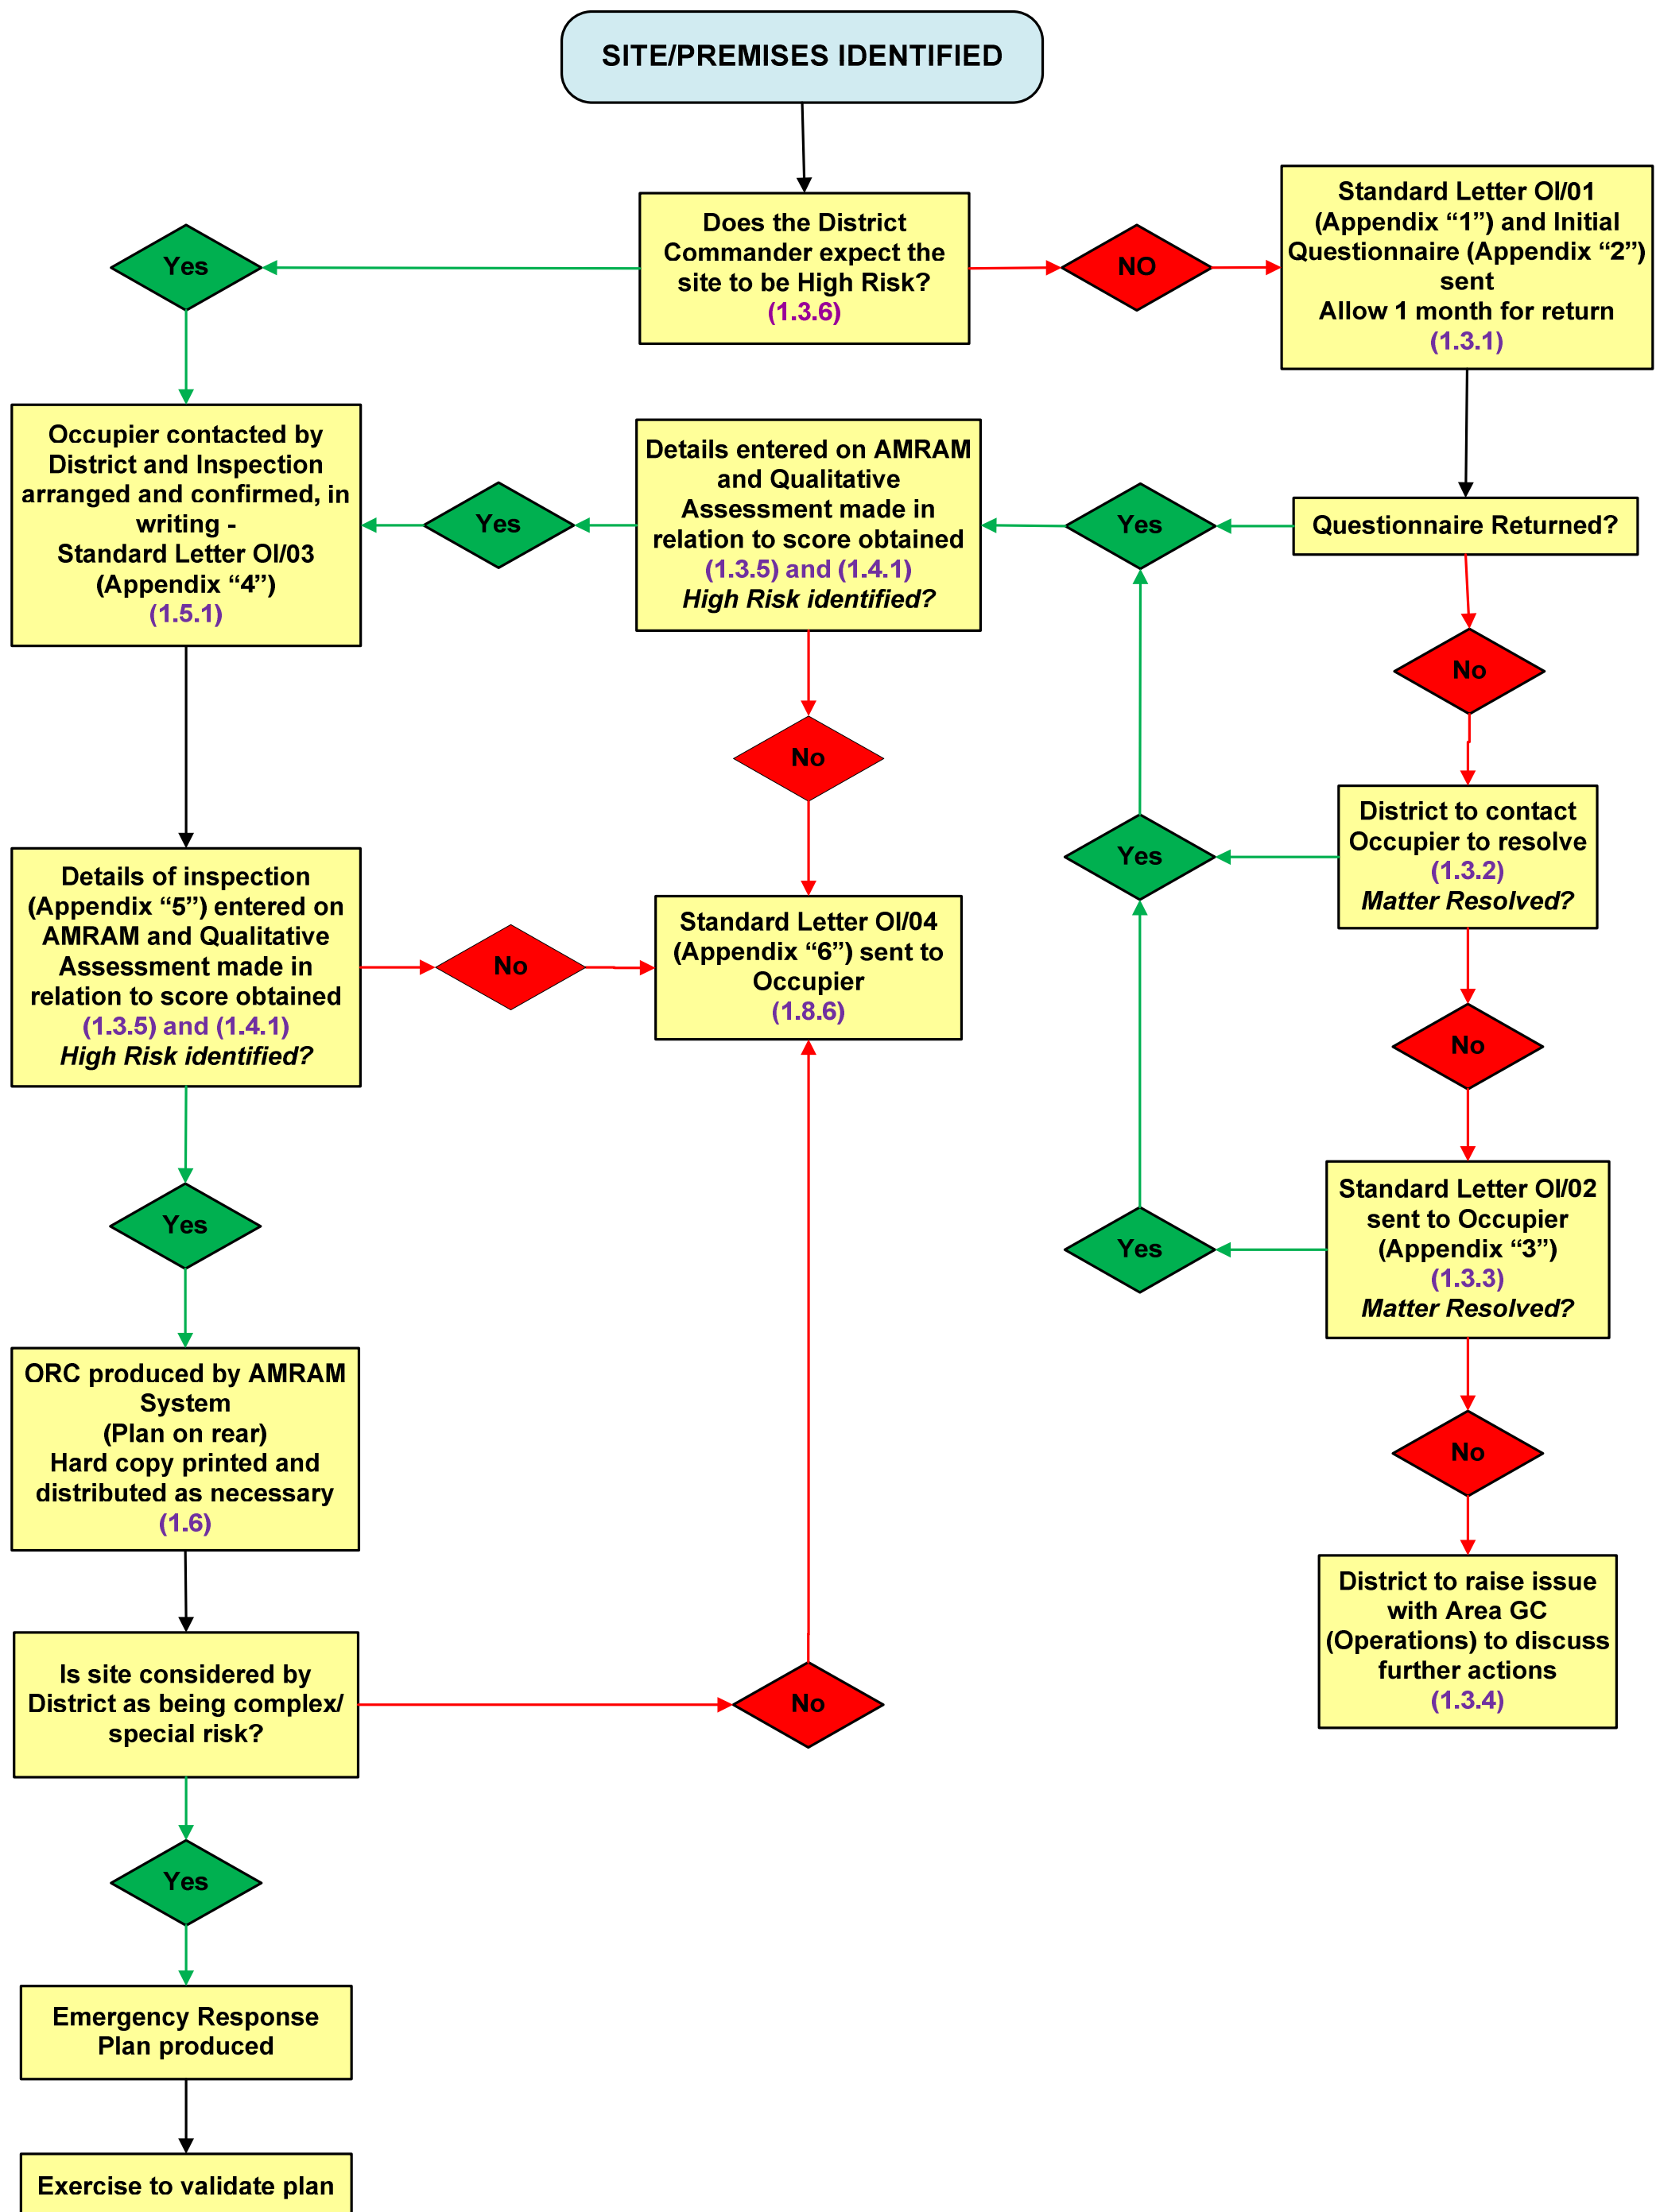 SITE/PREMISES IDENTIFIED
Does the District
Commander expect the
site to be High Risk?
(1.3.6)
Yes
NO
Standard Letter OI/01
(Appendix “1”) and Initial
Questionnaire (Appendix “2”)
sent
Allow 1 month for return
(1.3.1)
Occupier contacted by
District and Inspection
arranged and confirmed, in
writing -
Standard Letter OI/03
(Appendix “4”)
(1.5.1)
Yes
Details entered on AMRAM
and Qualitative
Assessment made in
relation to score obtained
(1.3.5) and (1.4.1)
High Risk identified?
Yes
Questionnaire Returned?
No
No
District to contact
Occupier to resolve
(1.3.2)
Matter Resolved?
Yes
Details of inspection
(Appendix “5”) entered on
AMRAM and Qualitative
Assessment made in
relation to score obtained
(1.3.5) and (1.4.1)
High Risk identified?
No
Standard Letter OI/04
(Appendix “6”) sent to
Occupier
(1.8.6)
No
Yes
Yes
Standard Letter OI/02
sent to Occupier
(Appendix “3”)
(1.3.3)
Matter Resolved?
ORC produced by AMRAM
System
(Plan on rear)
Hard copy printed and
distributed as necessary
(1.6)
No
District to raise issue
with Area GC
(Operations) to discuss
further actions
(1.3.4)
Is site considered by
District as being complex/
special risk?
No
Yes
Emergency Response
Plan produced
Exercise to validate plan